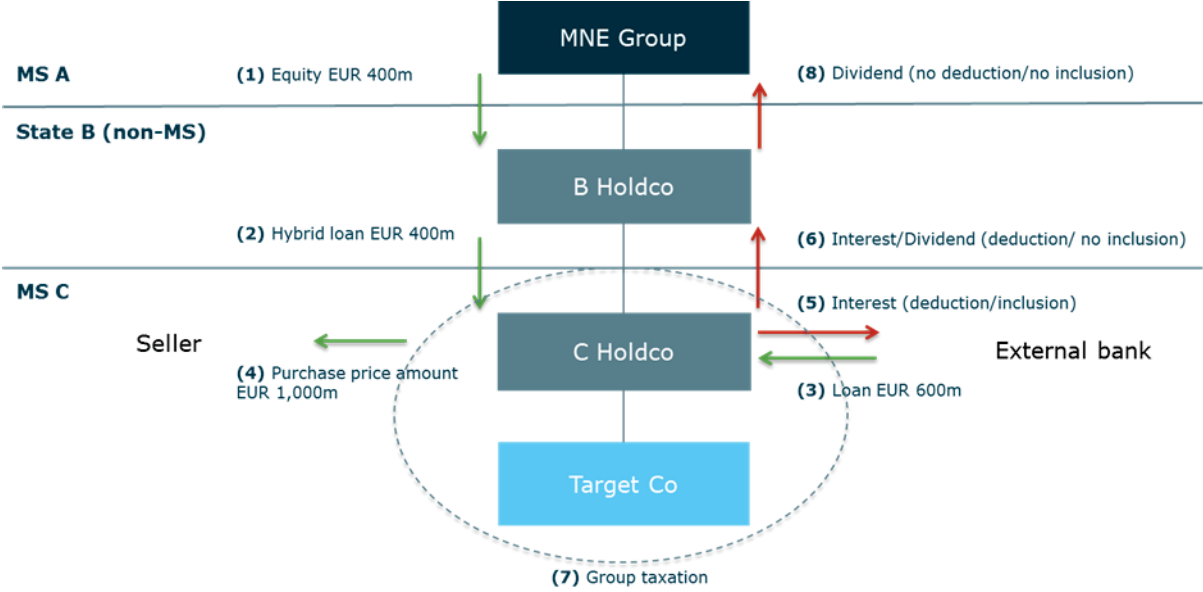 MNE Group
MS A
(1) Equity EUR 400m
(8) Dividend (no deduction/no inclusion)
State B (non-MS)
B Holdco
(2) Hybrid loan EUR 400m
(6) Interest/Dividend (deduction/ no inclusion)
MS C
(5) Interest (deduction/inclusion)
Seller
C Holdco
External bank
(4) Purchase price amount
EUR 1,000m
(3) Loan EUR 600m
Target Co
(7) Group taxation